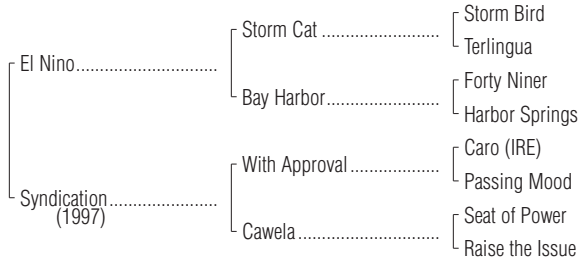 Storm Bird
Storm Cat
Terlingua
El Nino
Forty Niner
Bay Harbor
Harbor Springs
Caro (IRE)
With Approval
Passing Mood
Syndication
(1997)
Seat of Power
Cawela
Raise the Issue